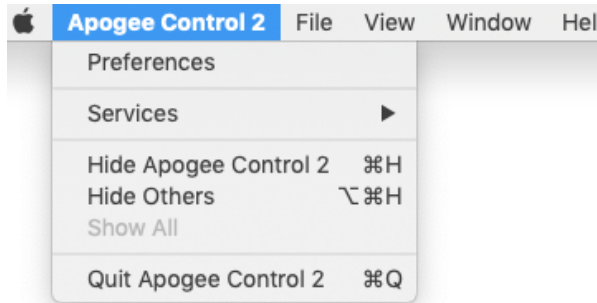 Apogee Control 2 File View Window Hel
Preferences
Services
Hide Apogee Control 2 ⌘H
Hide Others ⌥⌘H
Show All
Quit Apogee Control 2 ⌘Q